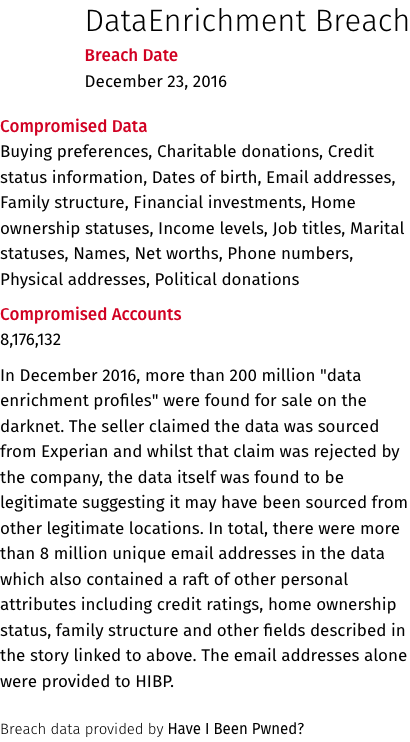 DataEnrichment Breach
Breach Date
December 23, 2016
Compromised Data
Buying preferences, Charitable donations, Credit
status information, Dates of birth, Email addresses,
Family structure, Financial investments, Home
ownership statuses, Income levels, Job titles, Marital
statuses, Names, Net worths, Phone numbers,
Physical addresses, Political donations
Compromised Accounts
8,176,132
In December 2016, more than 200 million "data
enrichment profiles" were found for sale on the
darknet. The seller claimed the data was sourced
from Experian and whilst that claim was rejected by
the company, the data itself was found to be
legitimate suggesting it may have been sourced from
other legitimate locations. In total, there were more
than 8 million unique email addresses in the data
which also contained a raft of other personal
attributes including credit ratings, home ownership
status, family structure and other fields described in
the story linked to above. The email addresses alone
were provided to HIBP.
Breach data provided by Have I Been Pwned?